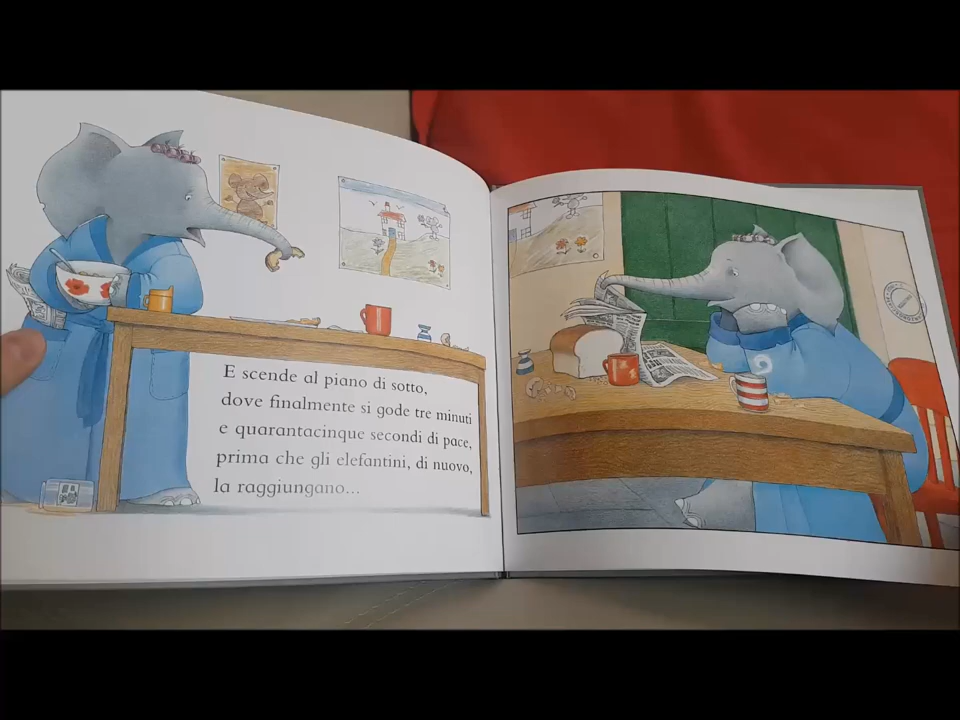 E scende al piano di sotto,
dove finalmente si gode tre minuti
e quarantacinque secondi di pace,
prima che gli elefantini, di nuovo,
la raggiungano...